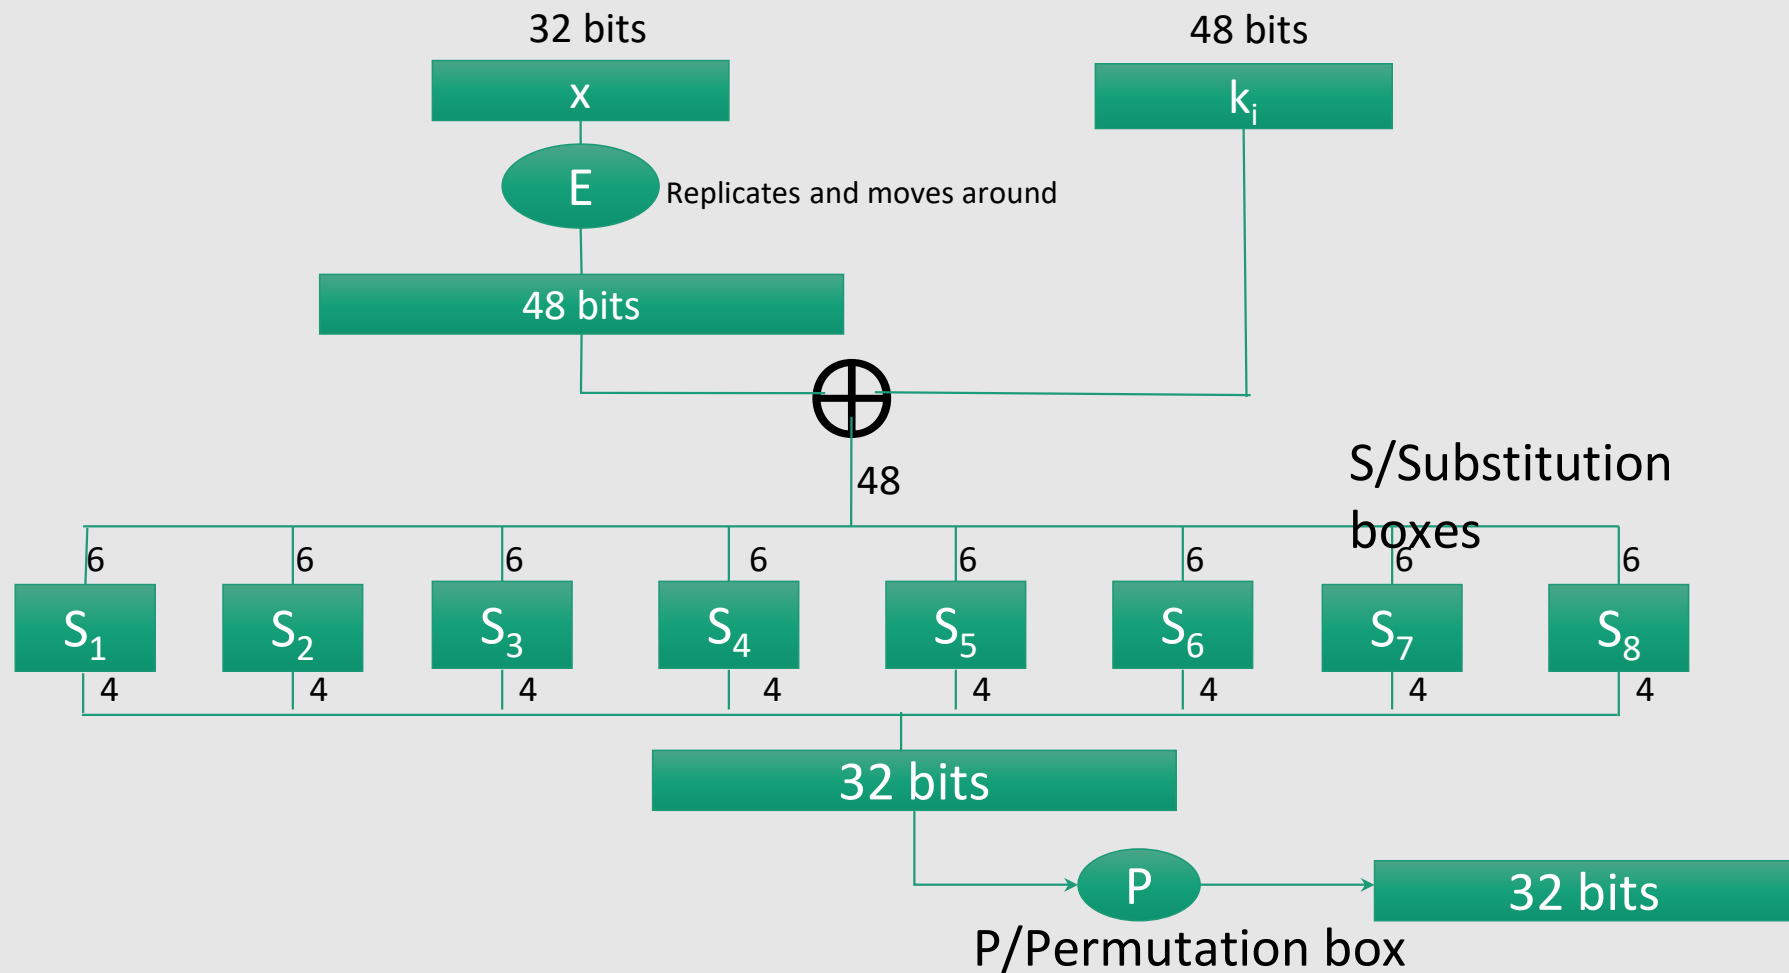 32 bits
48 bits
x
kᵢ
E
Replicates and moves around
48 bits
48
S/Substitution
boxes
6 6 6 6 6 6 6 6
S₁ S₂ S₃ S₄ S₅ S₆ S₇ S₈
4 4 4 4 4 4 4 4
32 bits
P
32 bits
P/Permutation box